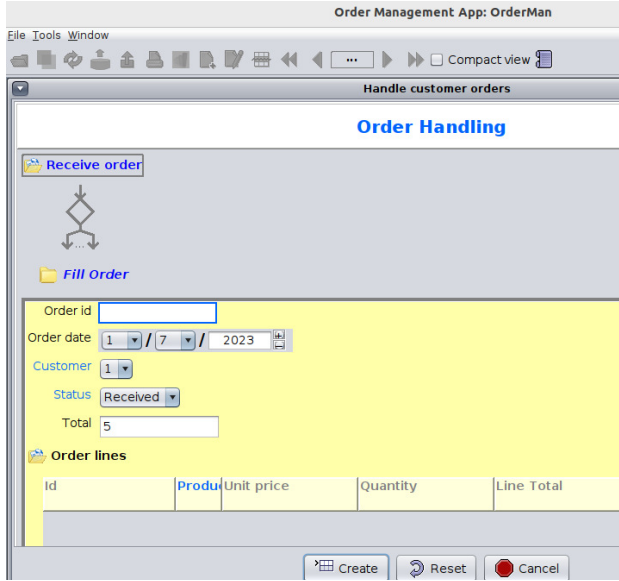 Order Management App: OrderMan
File Tools Window
... Compact view
Handle customer orders
Order Handling
Receive order
...
Fill Order
Order id
Order date 1 / 7 / 2023
Customer 1
Status Received
Total 5
Order lines
Id Produ Unit price Quantity Line Total
Create Reset Cancel